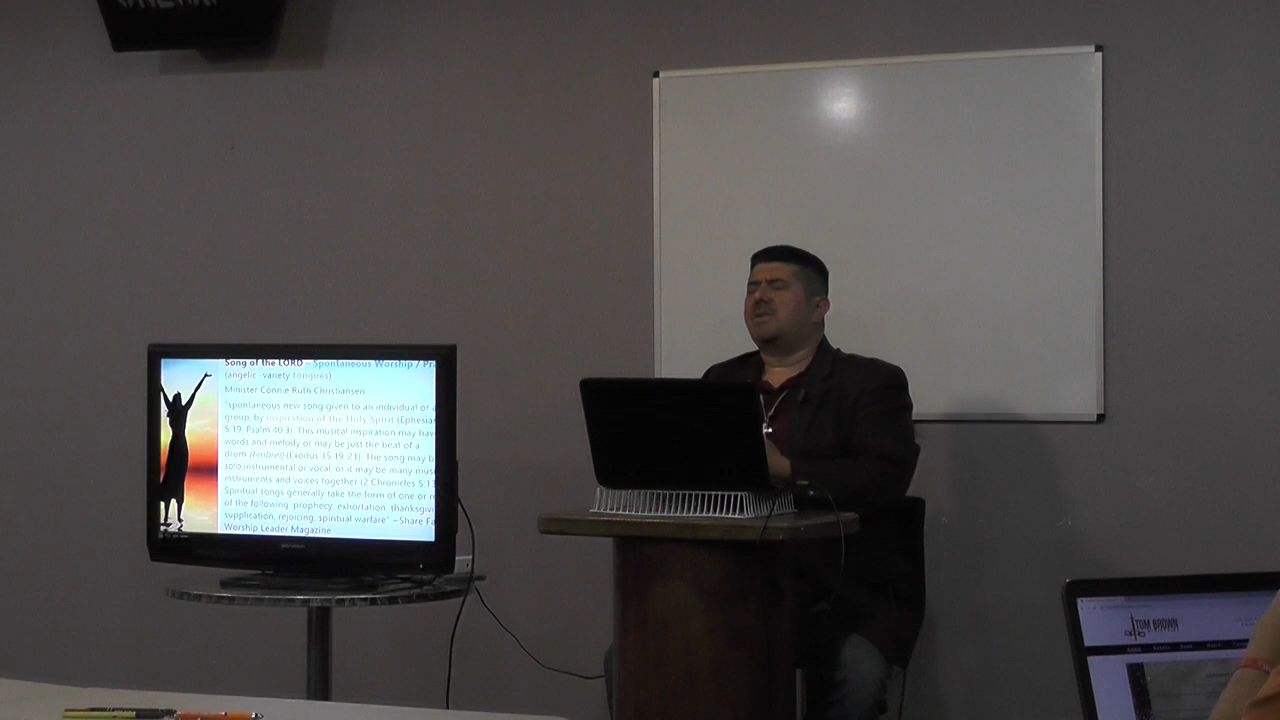 Song of the LORD – Spontaneous Worship / Pra
(angelic -variety tongues)
Minister Connie Ruth Christiansen
"spontaneous new song given to an individual or a
group, by inspiration of the Holy Spirit (Ephesian
5:19, Psalm 40:3). This musical inspiration may have
words and melody or may be just the beat of a
drum (timbrel) (Exodus 15:19, 21). The song may b
solo instrumental or vocal, or it may be many mus
instruments and voices together (2 Chronicles 5:13
Spiritual songs generally take the form of one or
of the following: prophecy, exhortation, thanksgivi
supplication, rejoicing, spiritual warfare" ~Share Fa
Worship Leader Magazine
TOM BROWN